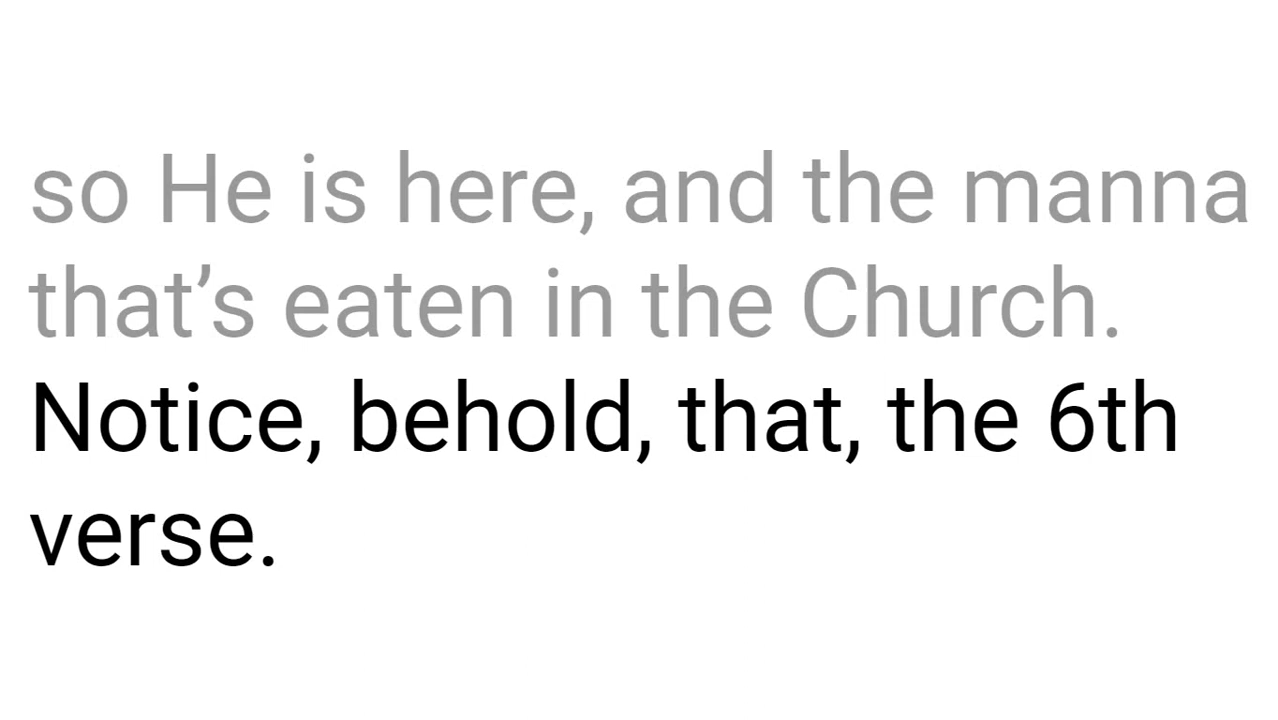 so He is here, and the manna
that’s eaten in the Church.
Notice, behold, that, the 6th
verse.